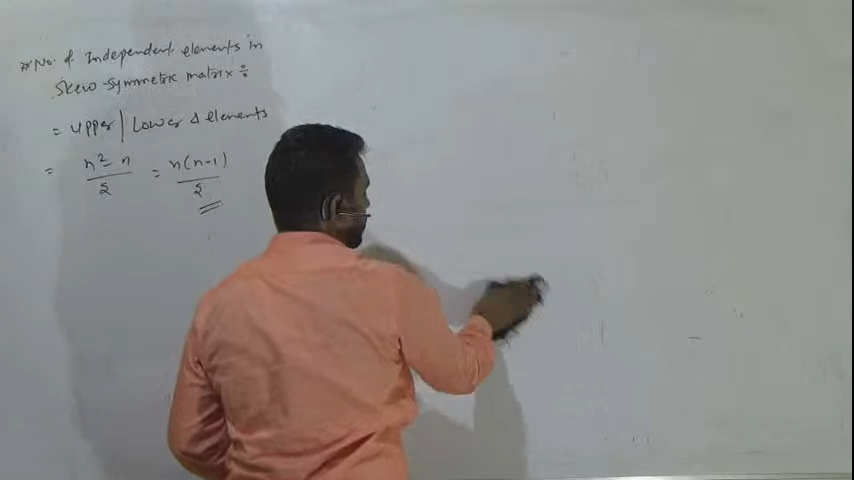 *No. of Independent elements in
Skew-Symmetric matrix :-
= Upper | Lower Δ elements
= n² - n / 2 = n(n-1) / 2